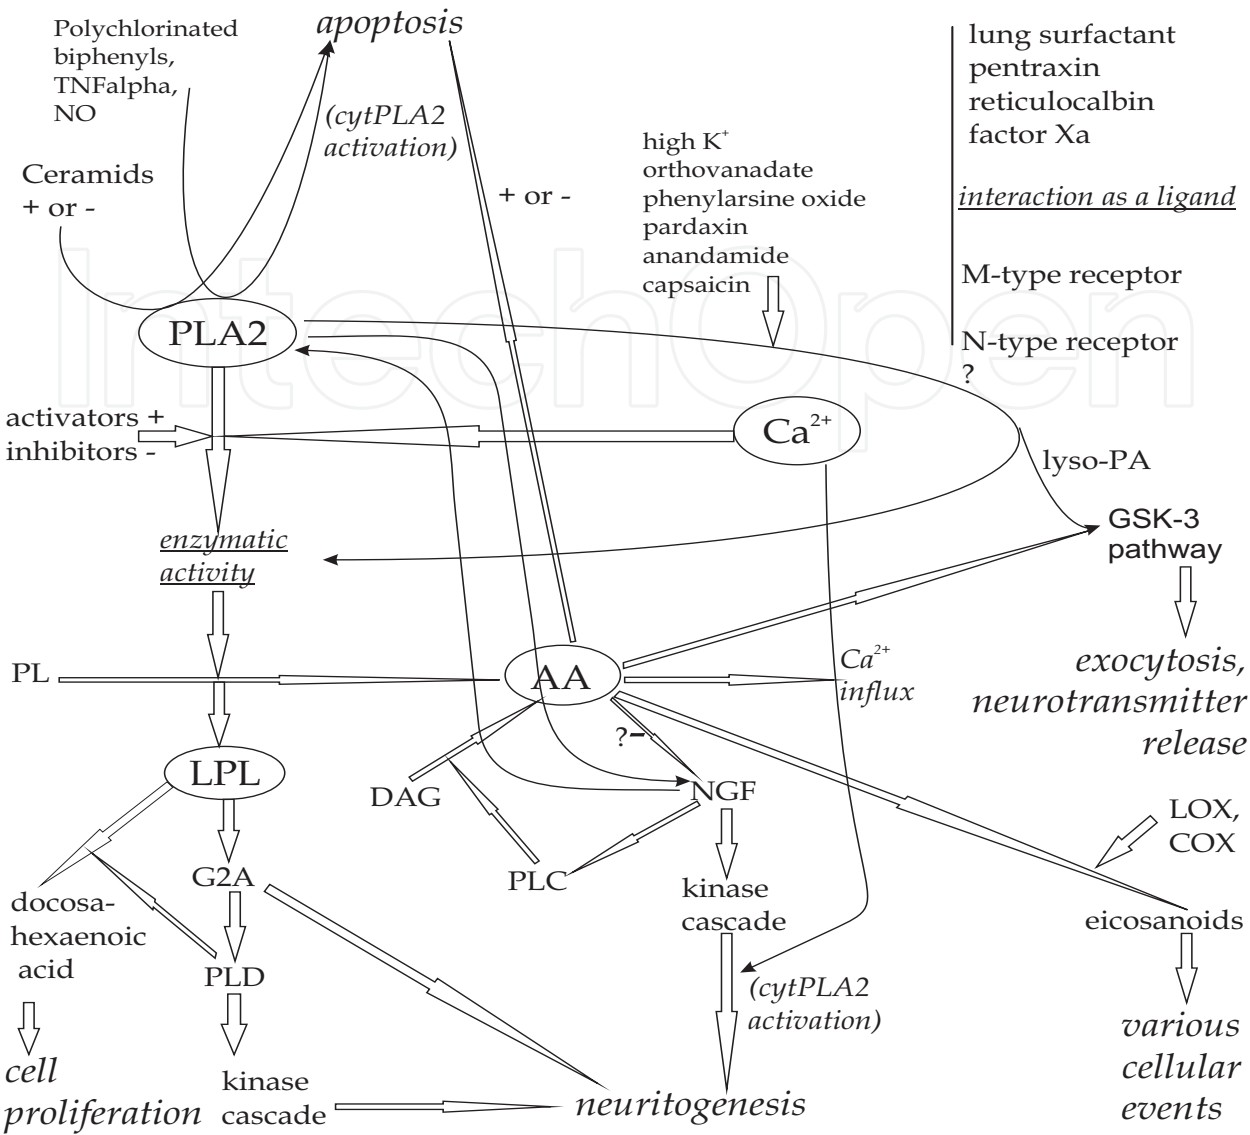 Polychlorinated
biphenyls,
TNFalpha,
NO
apoptosis
(cytPLA2
activation)
Ceramids
+ or -
+ or -
high K⁺
orthovanadate
phenylarsine oxide
pardaxin
anandamide
capsaicin
lung surfactant
pentraxin
reticulocalbin
factor Xa
interaction as a ligand
M-type receptor
N-type receptor
?
IntechOpen
PLA2
activators +
inhibitors -
Ca²⁺
lyso-PA
GSK-3
pathway
enzymatic
activity
PL
AA
Ca²⁺
influx
exocytosis,
neurotransmitter
release
?-
LPL
DAG
NGF
LOX,
COX
PLC
G2A
kinase
cascade
docosa-
hexaenoic
acid
eicosanoids
PLD
(cytPLA2
activation)
various
cellular
events
cell
proliferation
kinase
cascade
neuritogenesis